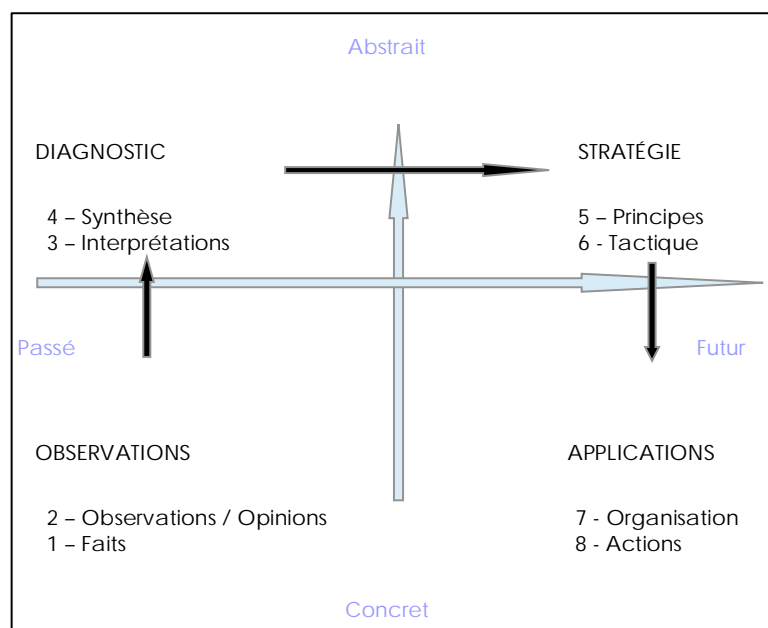 Abstrait
DIAGNOSTIC
4 – Synthèse
3 – Interprétations
STRATÉGIE
5 – Principes
6 - Tactique
Passé
Futur
OBSERVATIONS
2 – Observations / Opinions
1 – Faits
APPLICATIONS
7 - Organisation
8 - Actions
Concret